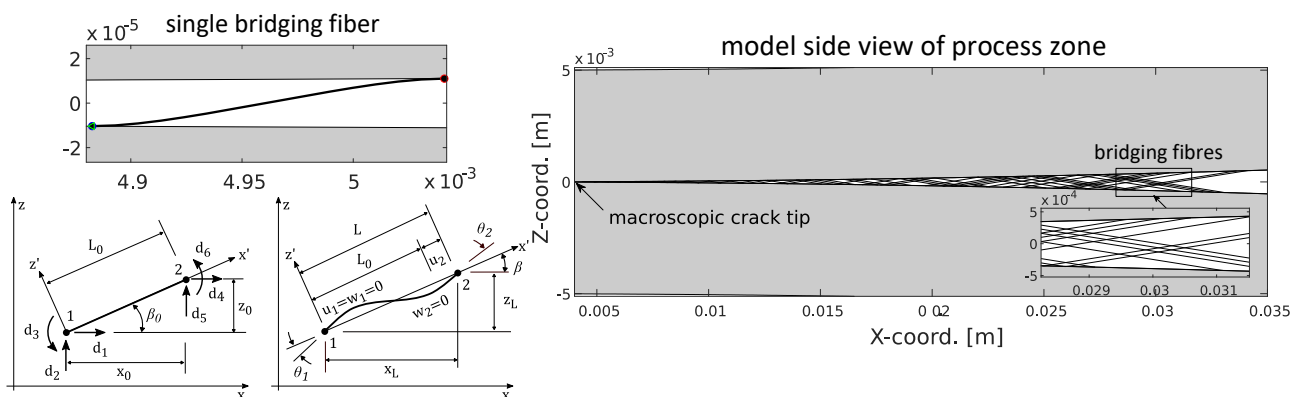 single bridging fiber
× 10⁻⁵
2
0
-2
4.9
4.95
5
× 10⁻³
z
L₀
d₆
x'
z'
2
d₄
d₅
z₀
1
β₀
d₃
d₁
d₂
x₀
x
z
L
θ₂
L₀
u₂
x'
z'
β
2
u₁=w₁=0
w₂=0
z_L
1
θ₁
x_L
x
model side view of process zone
× 10⁻³
5
0
-5
Z-coord. [m]
bridging fibres
macroscopic crack tip
× 10⁻⁴
5
0
-5
0.029
0.03
0.031
0.005
0.01
0.015
0.02
0.025
0.03
0.035
X-coord. [m]